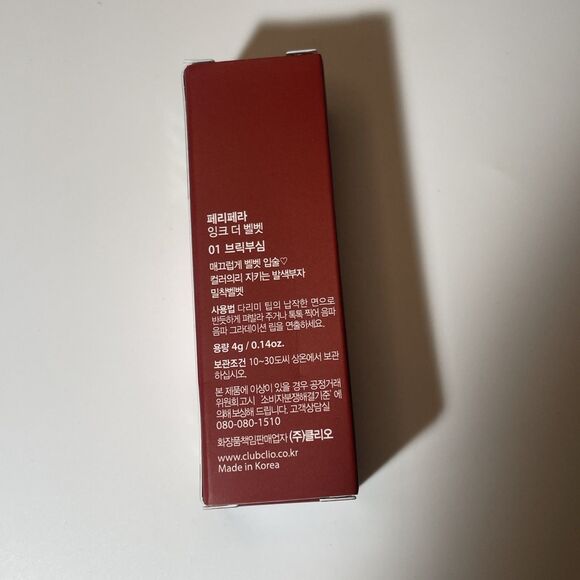 페리페라
잉크 더 벨벳
01 브릭부심
매끄럽게 벨벳 입술♡
컬러의리 지키는 발색부자
밀착벨벳
사용법 다리미 팁의 납작한 면으로
반듯하게 펴발라 주거나 톡톡 찍어 음파
음파 그라데이션 립을 연출하세요.
용량 4g / 0.14oz.
보관조건 10~30도씨 상온에서 보관
하십시오.
본 제품에 이상이 있을 경우 공정거래
위원회고시 '소비자분쟁해결기준'에
의해 보상해 드립니다. 고객상담실
080-080-1510
화장품책임판매업자 (주)클리오
www.clubclio.co.kr
Made in Korea